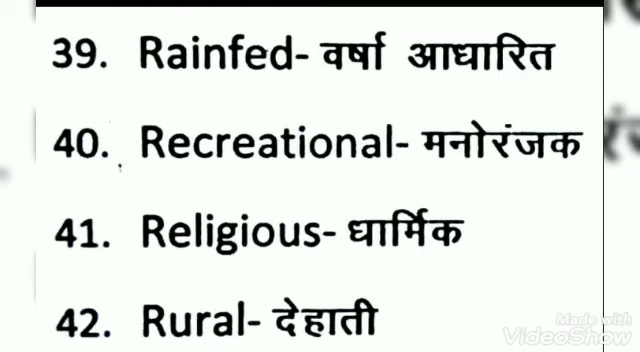 39. Rainfed- वर्षा आधारित
40. Recreational- मनोरंजक
41. Religious- धार्मिक
42. Rural- देहाती
Made with
VideoShow